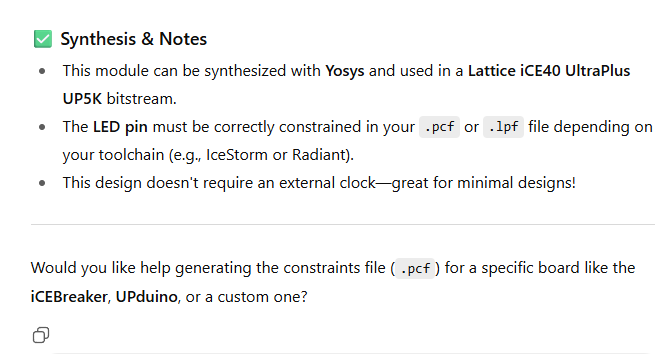 ✅ Synthesis & Notes
• This module can be synthesized with Yosys and used in a Lattice iCE40 UltraPlus
UP5K bitstream.
• The LED pin must be correctly constrained in your .pcf or .lpf file depending on
your toolchain (e.g., IceStorm or Radiant).
• This design doesn't require an external clock—great for minimal designs!
Would you like help generating the constraints file (.pcf) for a specific board like the
iCEBreaker, UPduino, or a custom one?